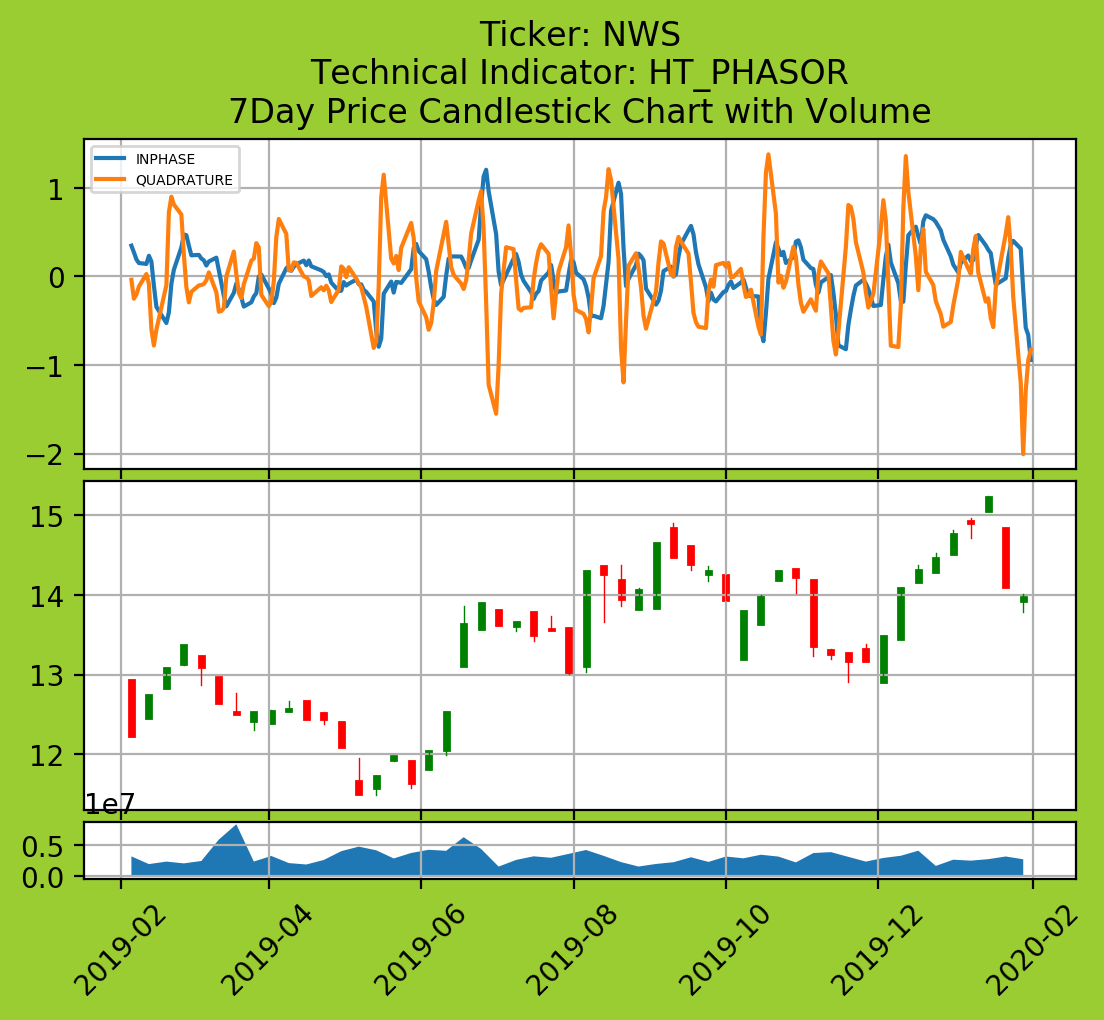 Ticker: NWS
Technical Indicator: HT_PHASOR
7Day Price Candlestick Chart with Volume
INPHASE
QUADRATURE
1
0
−1
−2
15
14
13
12
1e7
0.5
0.0
2019-02
2019-04
2019-06
2019-08
2019-10
2019-12
2020-02